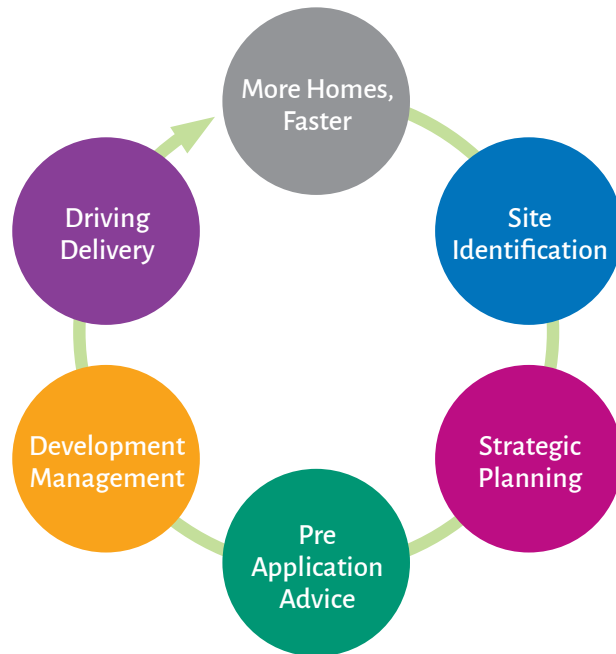 More Homes,
Faster
Site
Identification
Strategic
Planning
Pre
Application
Advice
Development
Management
Driving
Delivery